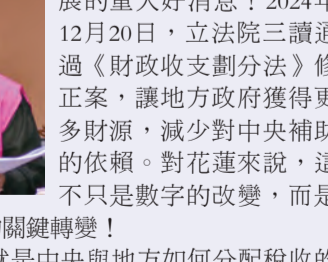 展的重大好消息！2024年
12月20日，立法院三讀通
過《財政收支劃分法》修
正案，讓地方政府獲得更
多財源，減少對中央補助
的依賴。對花蓮來說，這
不只是數字的改變，而是
關鍵轉變！
就是中央與地方如何分配稅收的